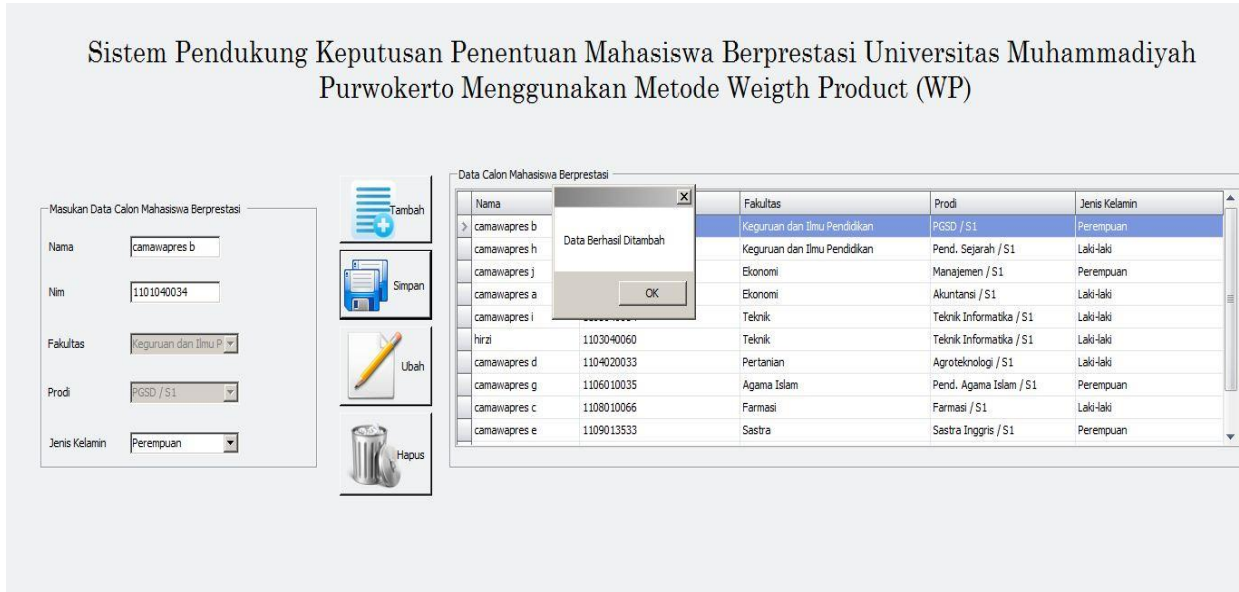 Sistem Pendukung Keputusan Penentuan Mahasiswa Berprestasi Universitas Muhammadiyah
Purwokerto Menggunakan Metode Weigth Product (WP)
Masukan Data Calon Mahasiswa Berprestasi
Nama camawapres b
Nim 1101040034
Fakultas Keguruan dan Ilmu P
Prodi PGSD / S1
Jenis Kelamin Perempuan
Tambah
Simpan
Ubah
Hapus
Data Calon Mahasiswa Berprestasi
Nama Fakultas Prodi Jenis Kelamin
camawapres b Keguruan dan Ilmu Pendidikan PGSD / S1 Perempuan
camawapres h Keguruan dan Ilmu Pendidikan Pend. Sejarah / S1 Laki-laki
camawapres j Ekonomi Manajemen / S1 Perempuan
camawapres a Ekonomi Akuntansi / S1 Laki-laki
camawapres i Teknik Teknik Informatika / S1 Laki-laki
hirzi 1103040060 Teknik Teknik Informatika / S1 Laki-laki
camawapres d 1104020033 Pertanian Agroteknologi / S1 Laki-laki
camawapres g 1106010035 Agama Islam Pend. Agama Islam / S1 Perempuan
camawapres c 1108010066 Farmasi Farmasi / S1 Laki-laki
camawapres e 1109013533 Sastra Sastra Inggris / S1 Perempuan
Data Berhasil Ditambah
OK